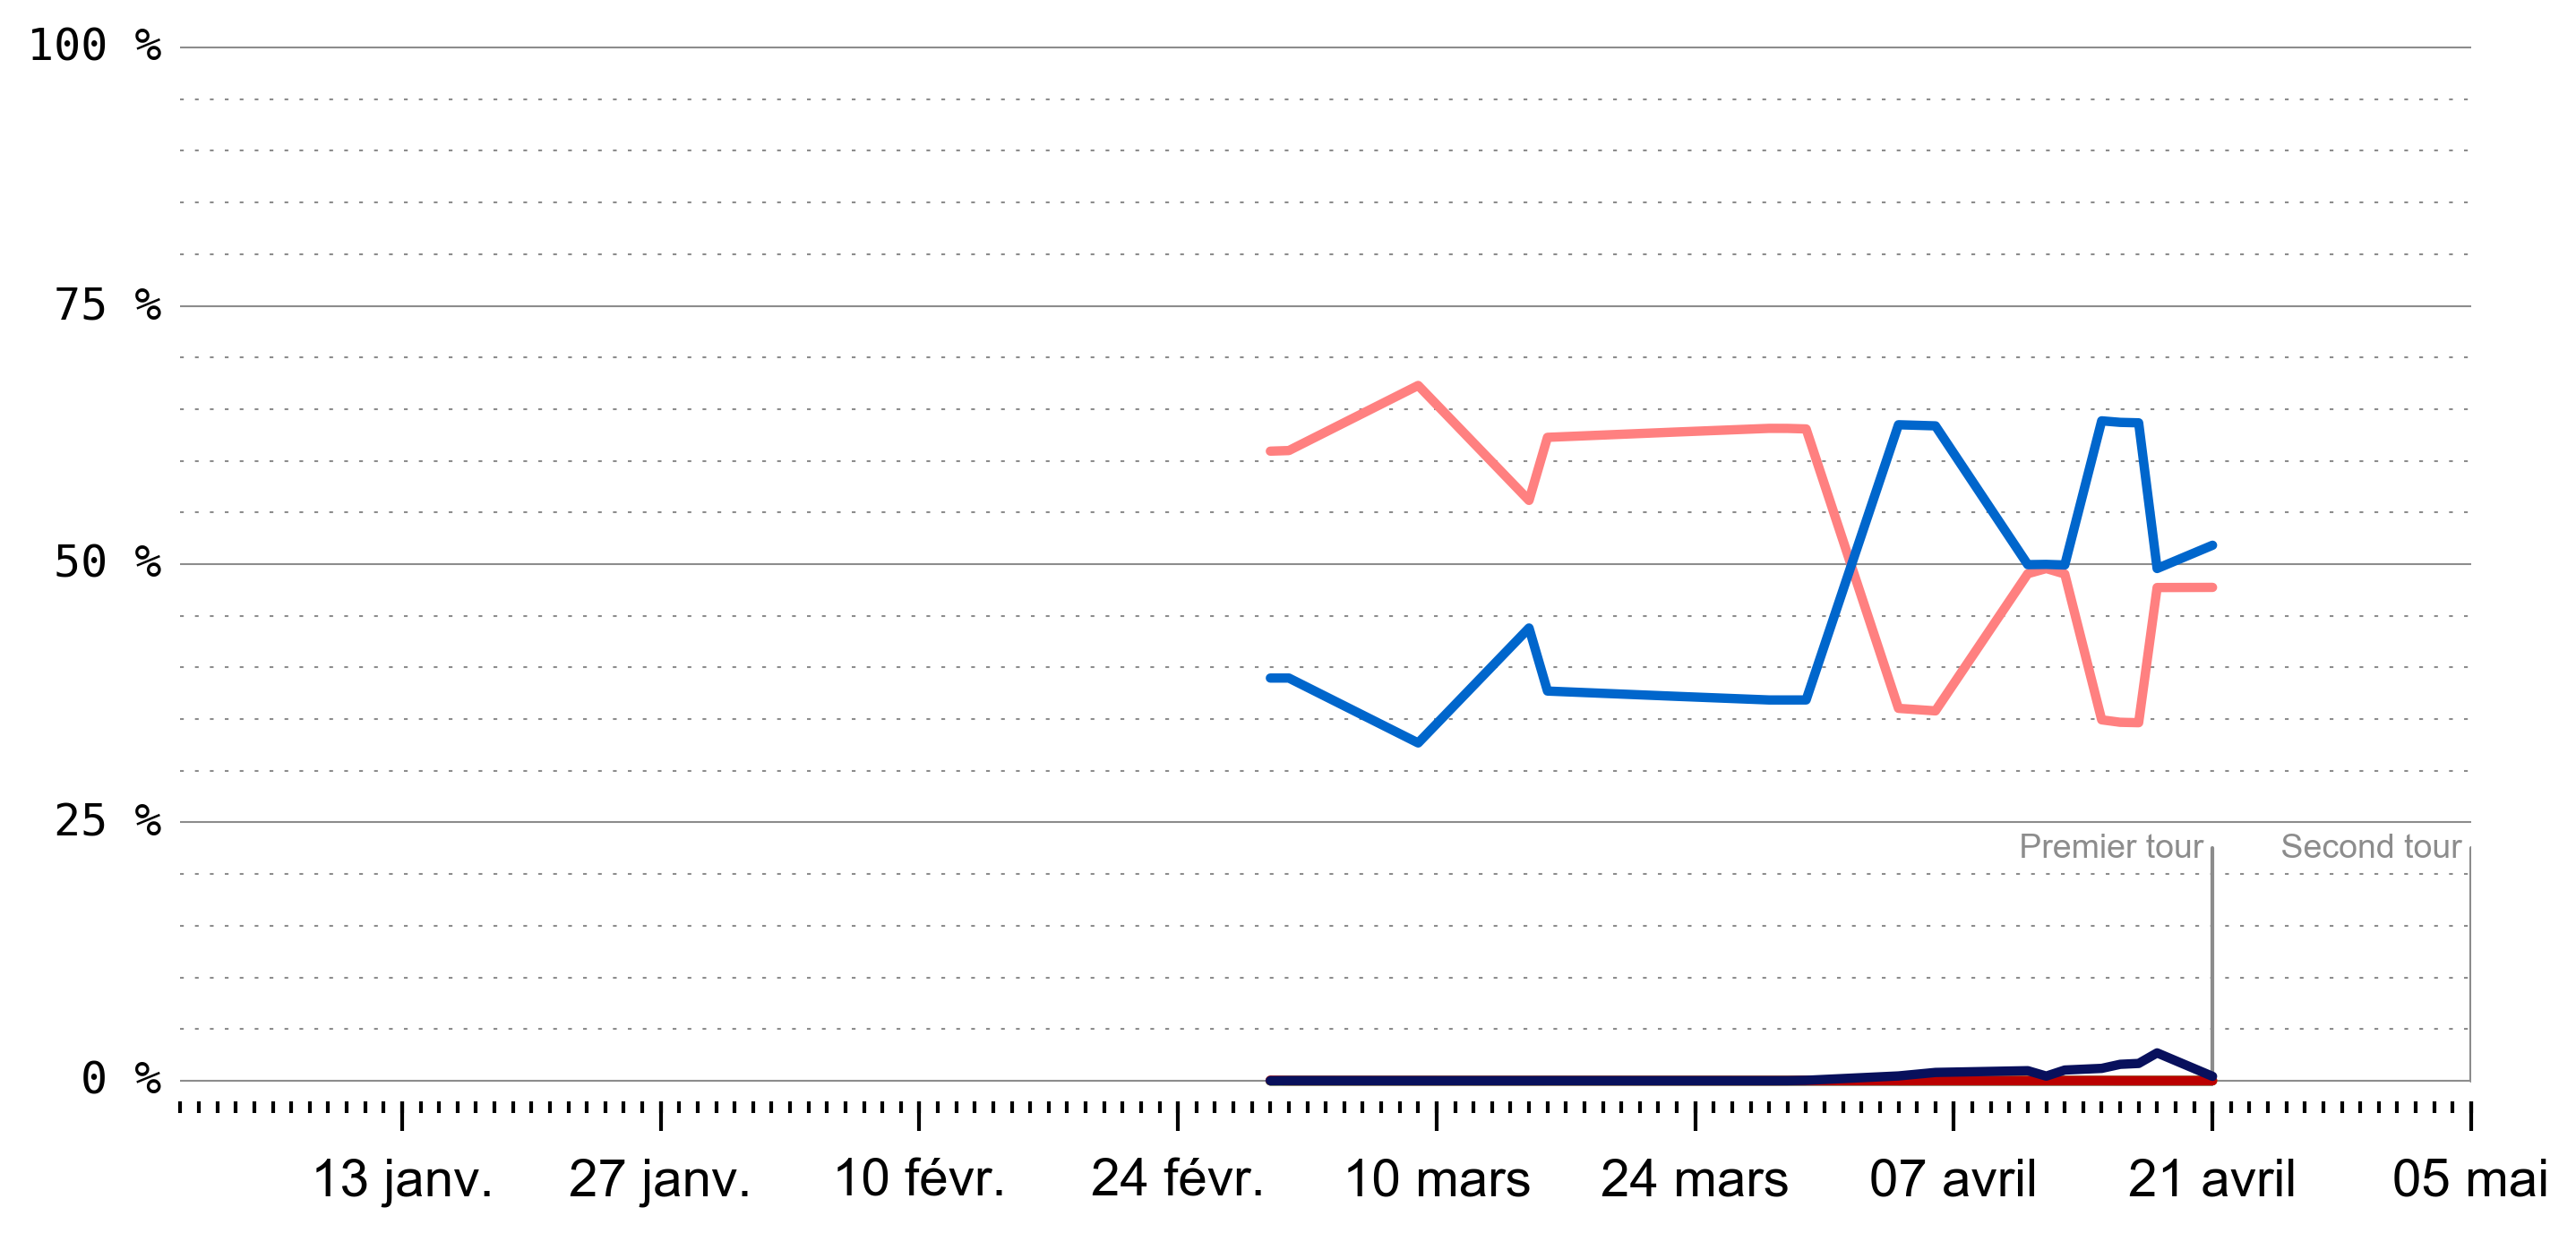 100 %
75 %
50 %
25 %
Premier tour
Second tour
0 %
13 janv.
27 janv.
10 févr.
24 févr.
10 mars
24 mars
07 avril
21 avril
05 mai